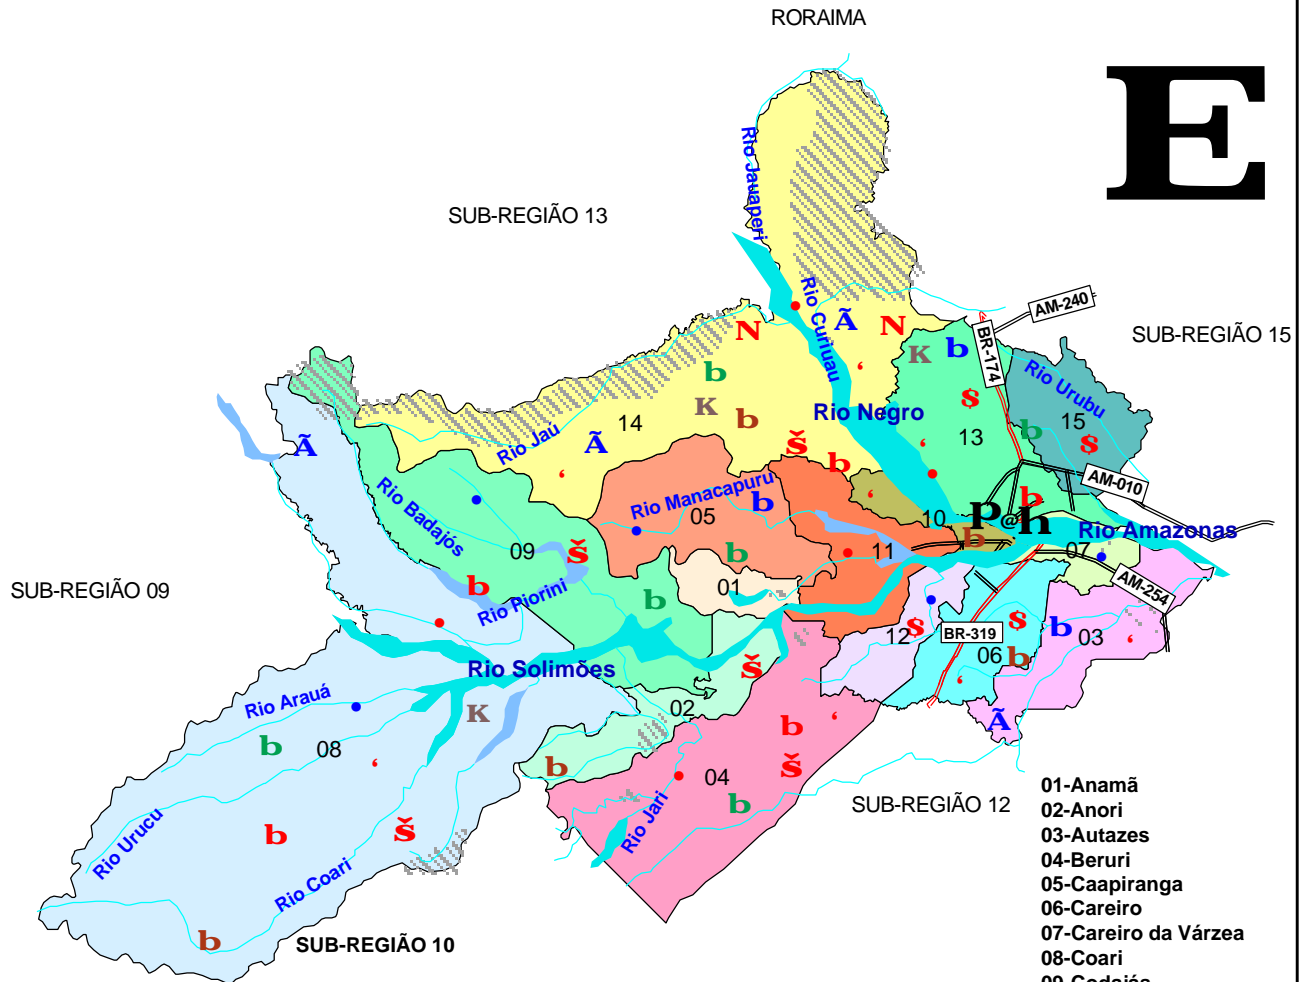 RORAIMA
E
SUB-REGIÃO 13
Rio Jauaperi
Rio Curiuau
AM-240
BR-174
SUB-REGIÃO 15
Ã
N
N
K
b
b
K
b
$
Rio Urubu
15
$
b
13
14
Rio Negro
Rio Jaú
Ã
Ã
Š
b
AM-010
Rio Badajós
Rio Manacapuru
05
b
10
p@h
b
b
Rio Amazonas
09
Š
b
11
07
AM-254
SUB-REGIÃO 09
b
Rio Piorini
b
01
12
$
BR-319
$
06
b
b
03
Rio Solimões
Š
02
Ã
Rio Arauá
K
b
08
b
b
Š
04
b
Rio Jari
SUB-REGIÃO 12
Rio Urucu
b
Š
Rio Coari
b
SUB-REGIÃO 10
01-Anamã
02-Anori
03-Autazes
04-Beruri
05-Caapiranga
06-Careiro
07-Careiro da Várzea
08-Coari
09-Codajás